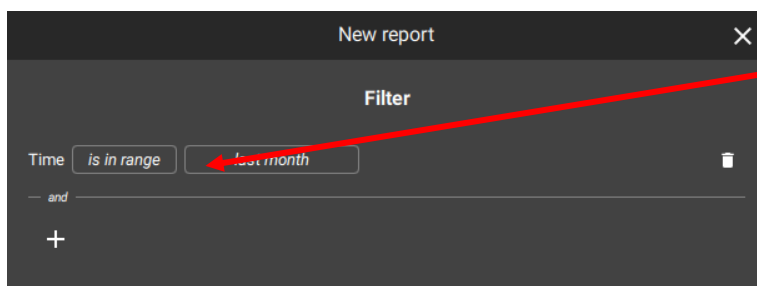 New report
Filter
Time is in range last month
and